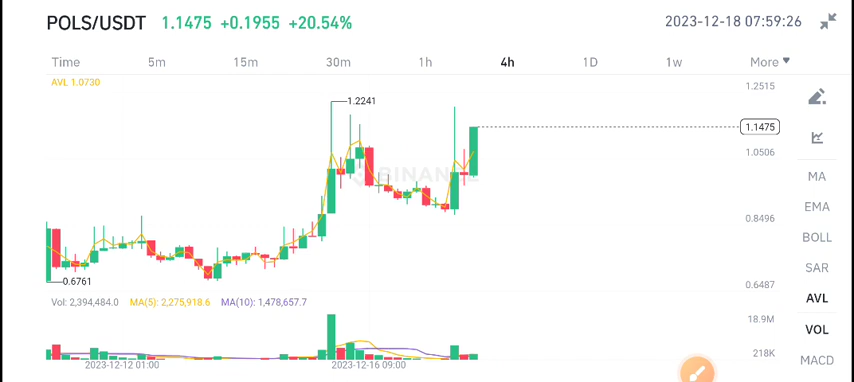 POLS/USDT 1.1475 +0.1955 +20.54% 2023-12-18 07:59:26
Time 5m 15m 30m 1h 4h 1D 1w More
AVL 1.0730
1.2515
1.2241
1.1475
1.0506
BINAN
MA
EMA
0.8496
BOLL
SAR
0.6761
0.6487
Vol: 2,394,484.0 MA(5): 2,275,918.6 MA(10): 1,478,657.7
AVL
18.9M
VOL
218K
MACD
2023-12-12 01:00 2023-12-16 09:00